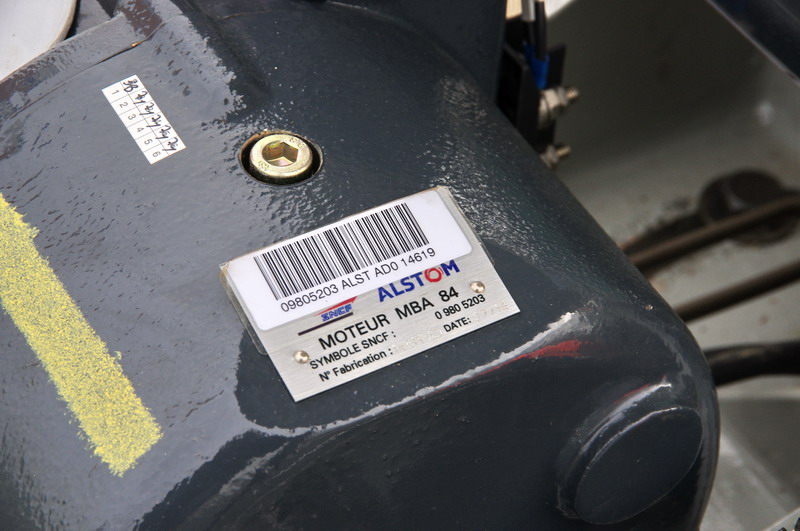 1 2 3 4 5 6
09805203 ALST AD0 14619
SNCF ALSTOM
MOTEUR MBA 84
SYMBOLE SNCF : 0 980 5203
N° Fabrication : DATE: